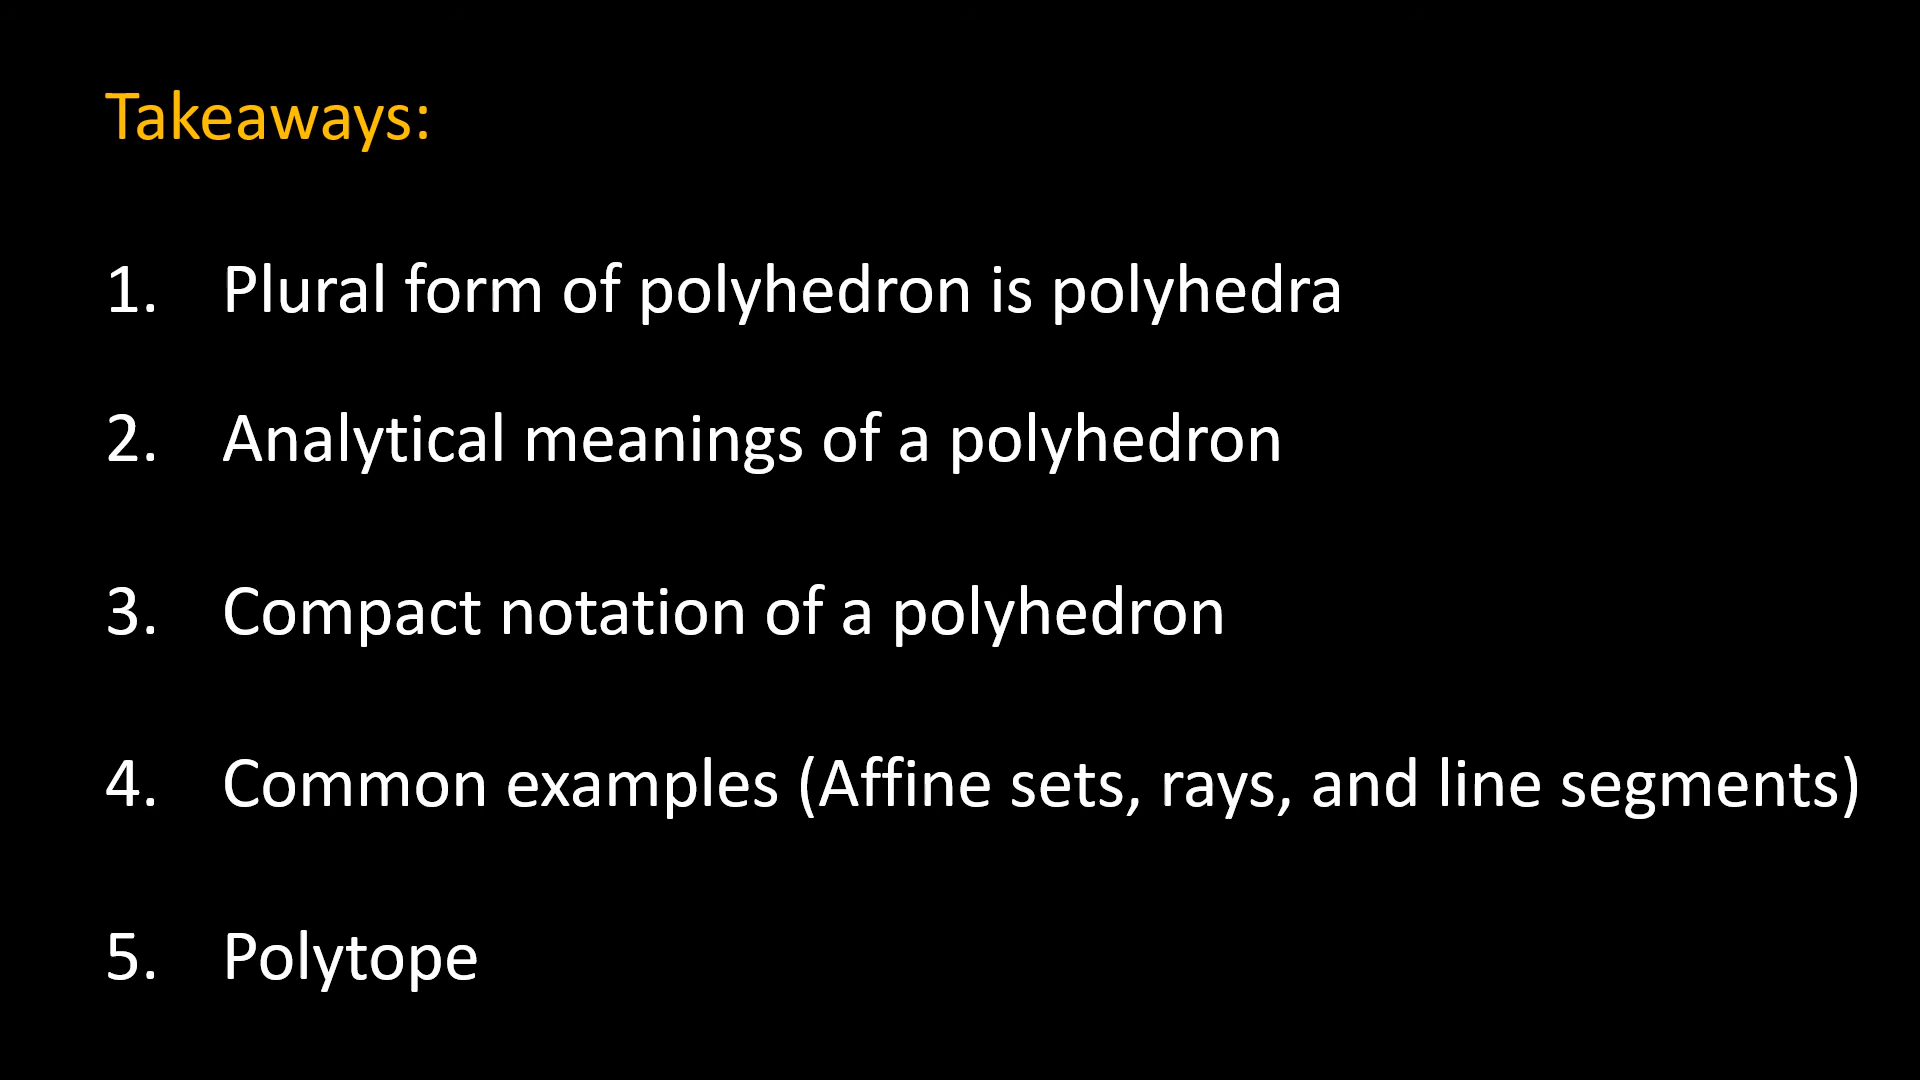 Takeaways:
1. Plural form of polyhedron is polyhedra
2. Analytical meanings of a polyhedron
3. Compact notation of a polyhedron
4. Common examples (Affine sets, rays, and line segments)
5. Polytope